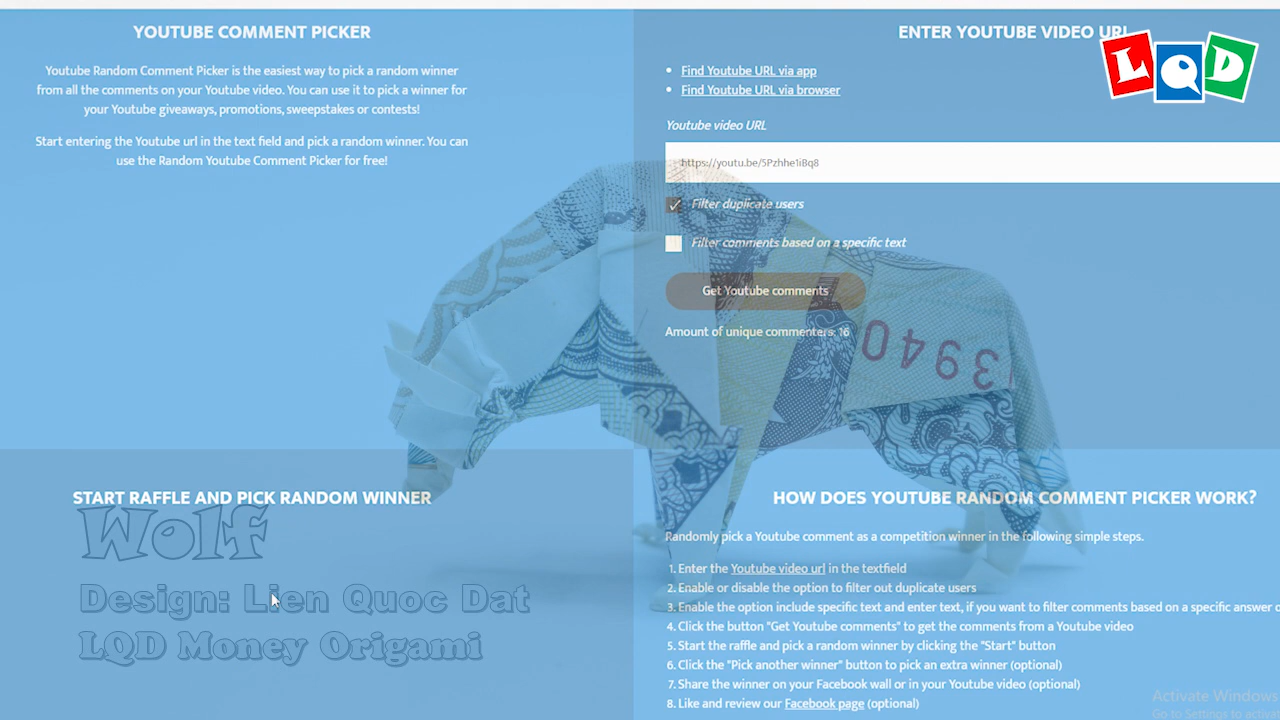 YOUTUBE COMMENT PICKER
Youtube Random Comment Picker is the easiest way to pick a random winner
from all the comments on your Youtube video. You can use it to pick a winner for
your Youtube giveaways, promotions, sweepstakes or contests!
Start entering the Youtube url in the text field and pick a random winner. You can
use the Random Youtube Comment Picker for free!
ENTER YOUTUBE VIDEO URL
LQD
Find Youtube URL via app
Find Youtube URL via browser
Youtube video URL
https://youtu.be/5Pzhhe1iBq8
Filter duplicate users
Filter comments based on a specific text
Get Youtube comments
Amount of unique commenters: 16
0 4 9 3
START RAFFLE AND PICK RANDOM WINNER
Wolf
Design: Lien Quoc Dat
LQD Money Origami
HOW DOES YOUTUBE RANDOM COMMENT PICKER WORK?
Randomly pick a Youtube comment as a competition winner in the following simple steps.
1. Enter the Youtube video url in the textfield
2. Enable or disable the option to filter out duplicate users
3. Enable the option include specific text and enter text, if you want to filter comments based on a specific answer
4. Click the button "Get Youtube comments" to get the comments from a Youtube video
5. Start the raffle and pick a random winner by clicking the "Start" button
6. Click the "Pick another winner" button to pick an extra winner (optional)
7. Share the winner on your Facebook wall or in your Youtube video (optional)
8. Like and review our Facebook page (optional)
Activate Windows
Go to Settings to activat